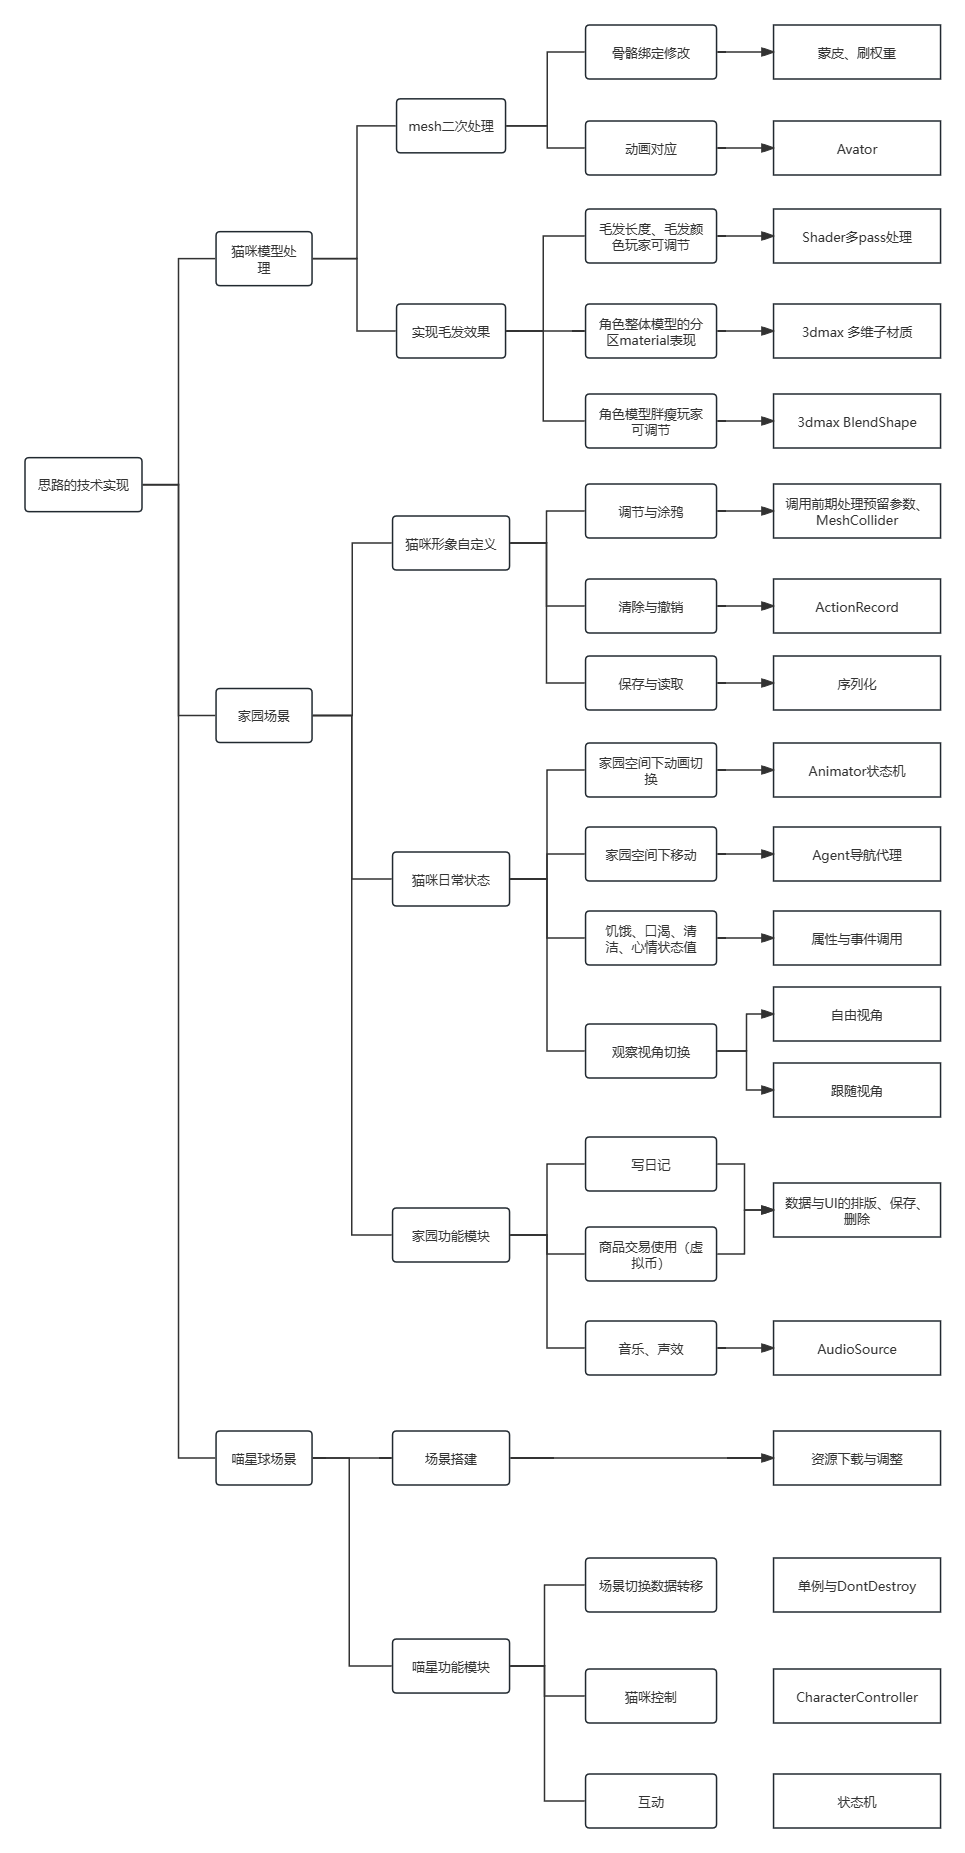 骨骼绑定修改
蒙皮、刷权重
mesh二次处理
动画对应
Avator
猫咪模型处
理
毛发长度、毛发颜
色玩家可调节
Shader多pass处理
实现毛发效果
角色整体模型的分
区material表现
3dmax 多维子材质
角色模型胖瘦玩家
可调节
3dmax BlendShape
思路的技术实现
猫咪形象自定义
调节与涂鸦
调用前期处理预留参数、
MeshCollider
清除与撤销
ActionRecord
保存与读取
序列化
家园场景
家园空间下动画切
换
Animator状态机
家园空间下移动
Agent导航代理
猫咪日常状态
饥饿、口渴、清
洁、心情状态值
属性与事件调用
观察视角切换
自由视角
跟随视角
写日记
数据与UI的排版、保存、
删除
家园功能模块
商品交易使用（虚
拟币）
音乐、声效
AudioSource
喵星球场景
场景搭建
资源下载与调整
场景切换数据转移
单例与DontDestroy
喵星功能模块
猫咪控制
CharacterController
互动
状态机